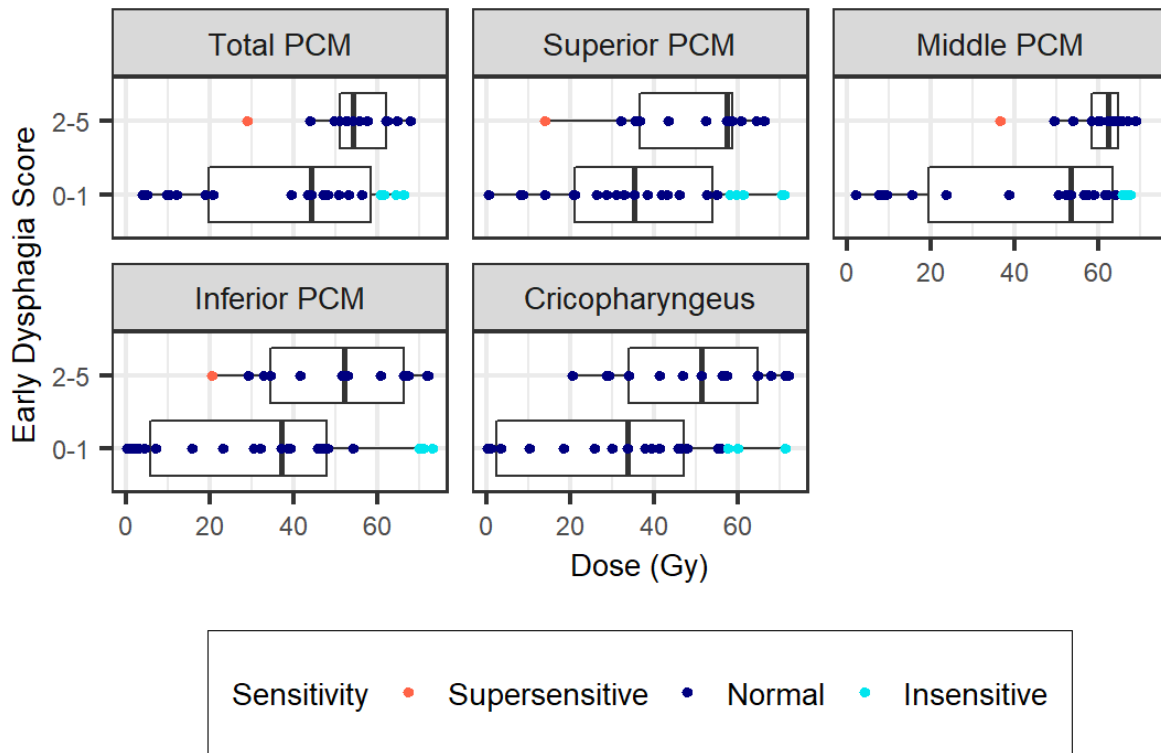 Total PCM
Superior PCM
Middle PCM
Early Dysphagia Score
2-5
0-1
0 20 40 60
Inferior PCM
Cricopharyngeus
2-5
0-1
0 20 40 60
0 20 40 60
Dose (Gy)
Sensitivity Supersensitive Normal Insensitive